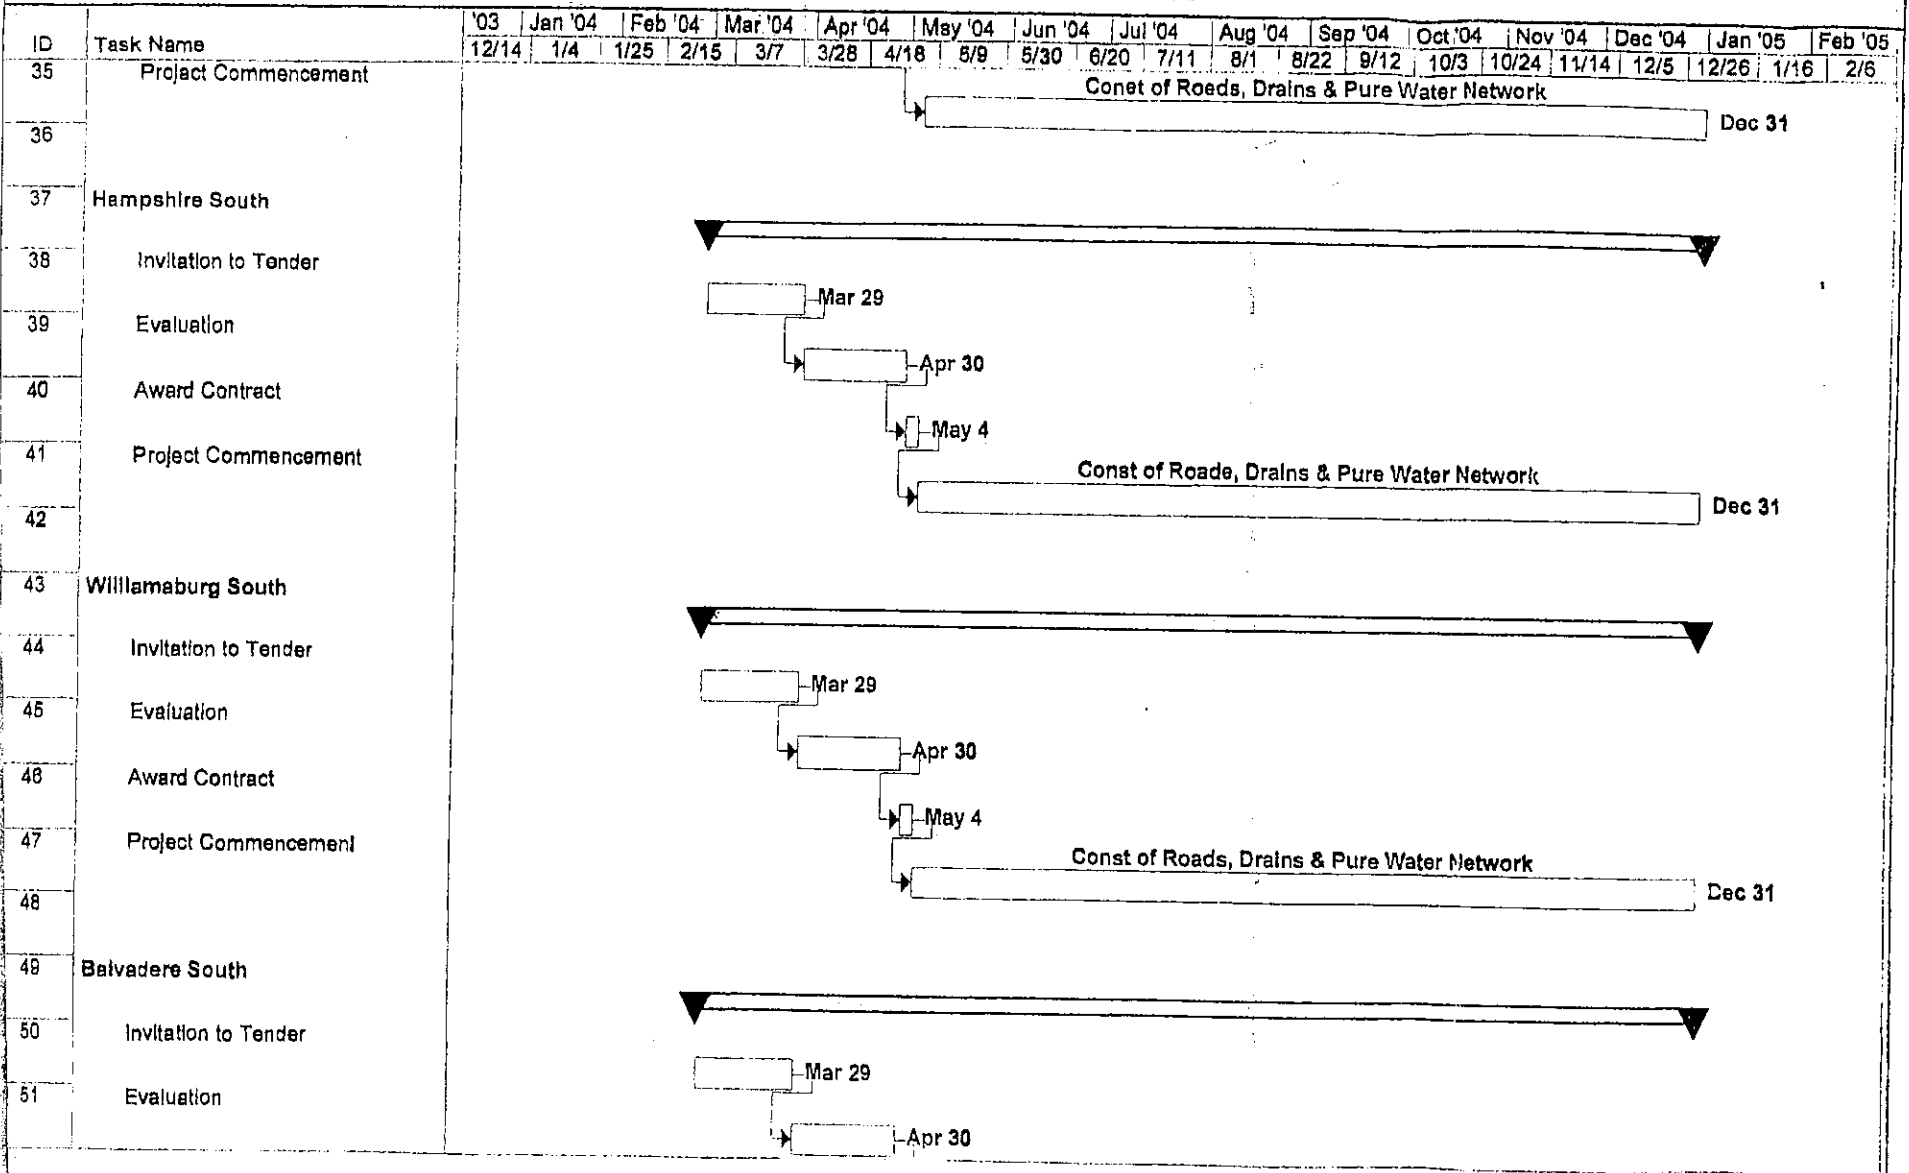 '03 Jan '04 Feb '04 Mar '04 Apr '04 May '04 Jun '04 Jul '04 Aug '04 Sep '04 Oct '04 Nov '04 Dec '04 Jan '05 Feb '05
ID Task Name 12/14 1/4 1/25 2/15 3/7 3/28 4/18 5/9 5/30 6/20 7/11 8/1 8/22 9/12 10/3 10/24 11/14 12/5 12/26 1/16 2/6
35 Project Commencement
Const of Roads, Drains & Pure Water Network
Dec 31
36
37 Hampshire South
38 Invitation to Tender
Mar 29
39 Evaluation
Apr 30
40 Award Contract
May 4
41 Project Commencement
Const of Roads, Drains & Pure Water Network
Dec 31
42
43 Williamsburg South
44 Invitation to Tender
Mar 29
45 Evaluation
Apr 30
46 Award Contract
May 4
47 Project Commencement
Const of Roads, Drains & Pure Water Network
Dec 31
48
49 Belvadere South
50 Invitation to Tender
Mar 29
51 Evaluation
Apr 30